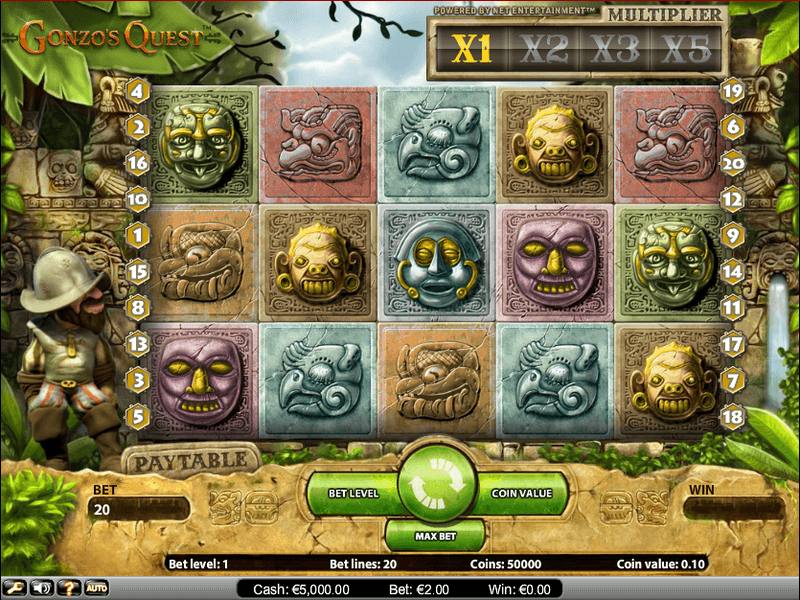 GONZO'S QUEST™
POWERED BY NET ENTERTAINMENT™ MULTIPLIER
X1 X2 X3 X5
4
2
16
10
1
15
8
13
3
5
19
6
20
12
9
14
11
17
7
18
PAYTABLE
BET
20
BET LEVEL
COIN VALUE
MAX BET
WIN
Bet level: 1 Bet lines: 20 Coins: 50000 Coin value: 0.10
? AUTO Cash: €5,000.00 Bet: €2.00 Win: €0.00